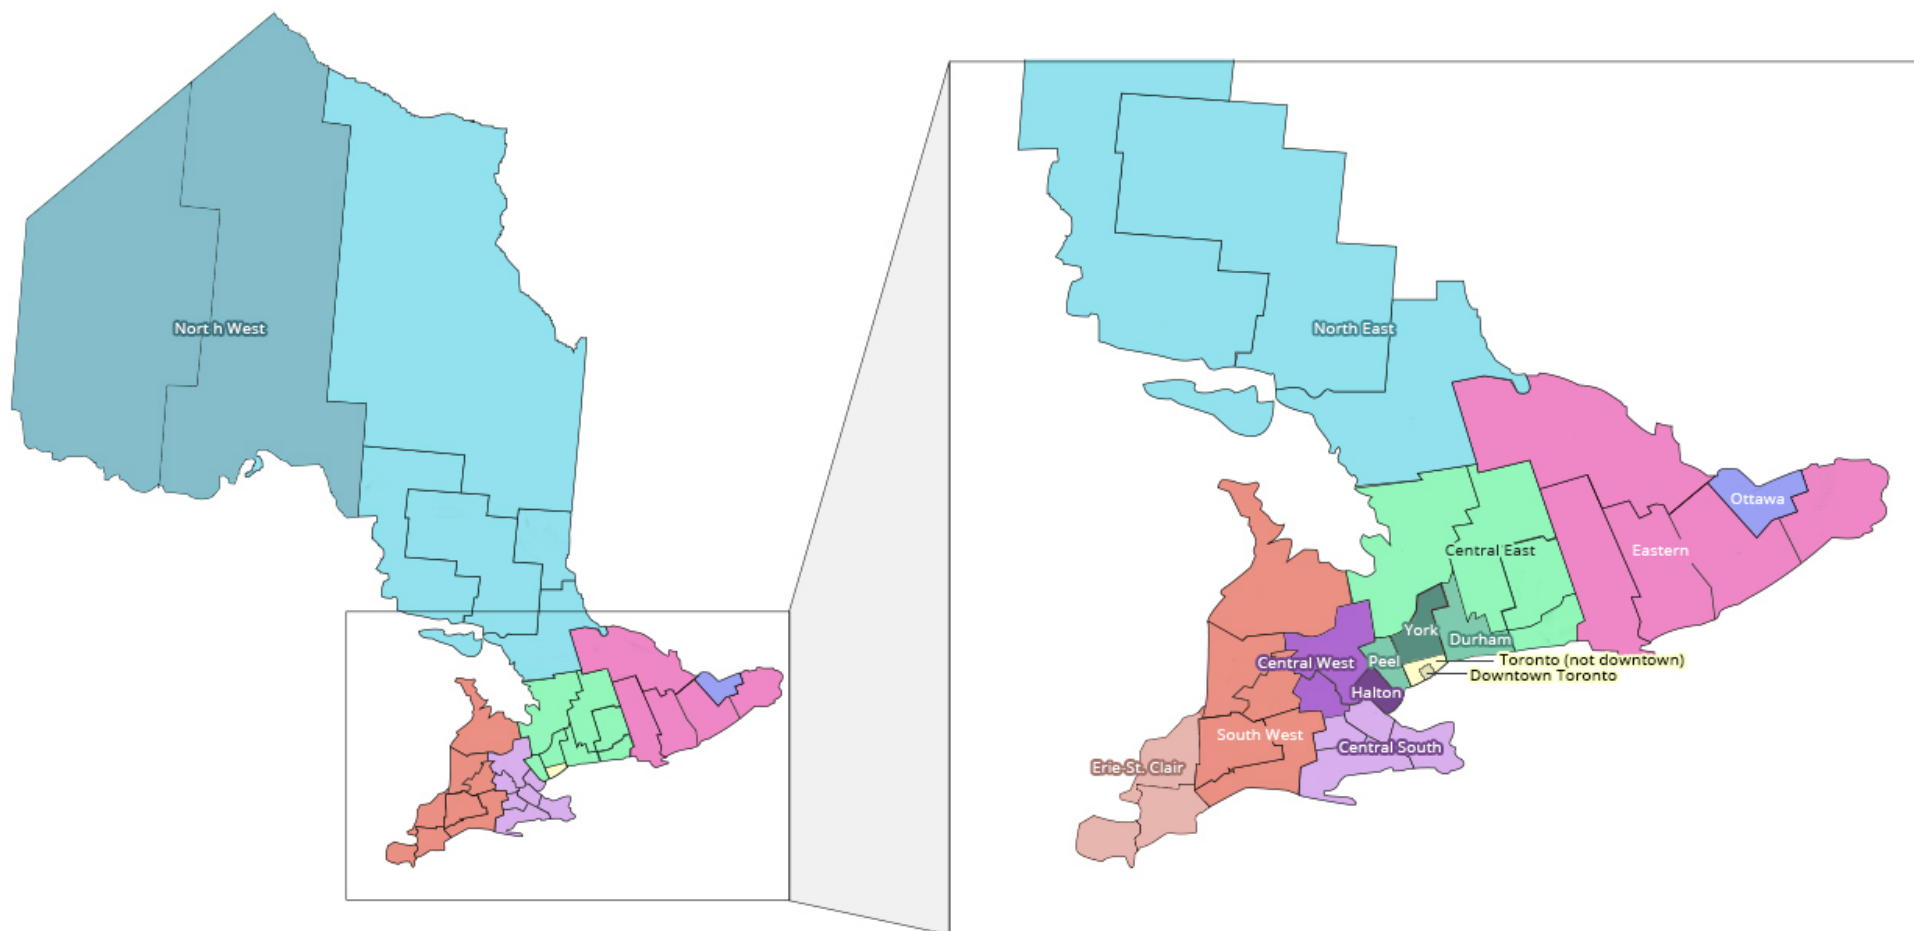 Nort h West
North East
Ottawa
Central East
Eastern
York
Durham
Central West
Peel
Toronto (not downtown)
Downtown Toronto
Halton
South West
Central South
Erie-St. Clair